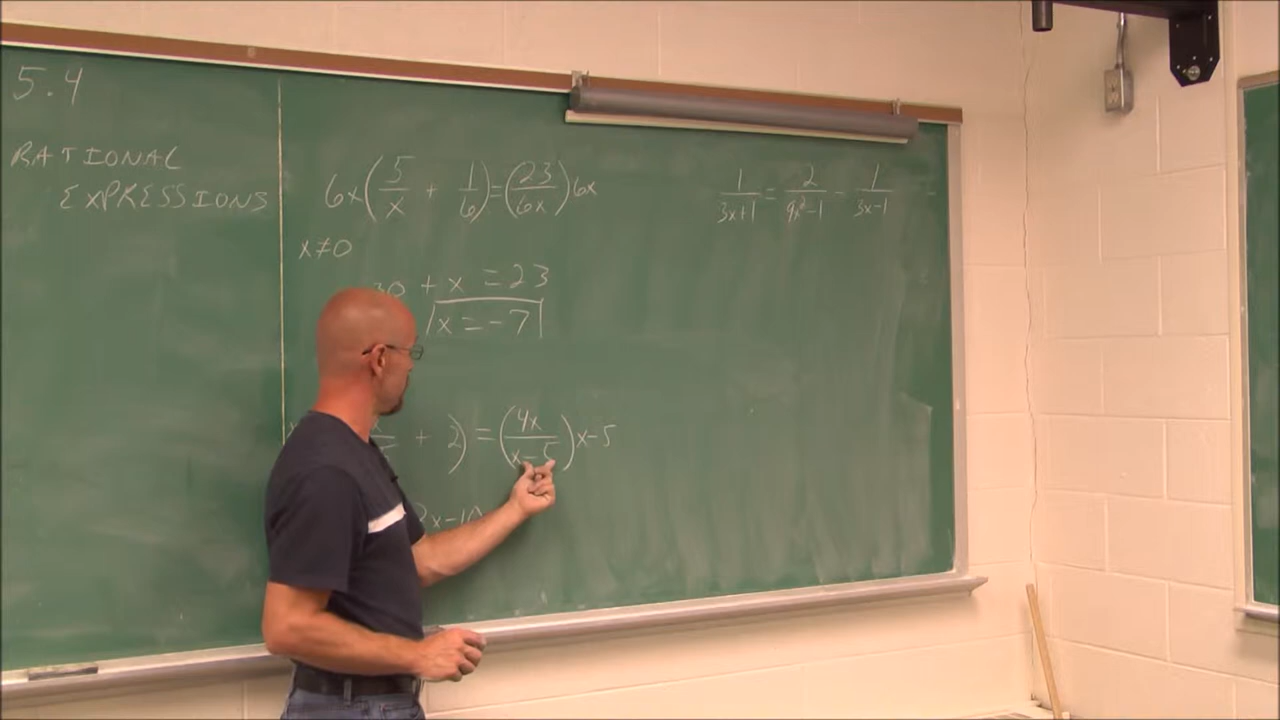 5.4
RATIONAL
EXPRESSIONS
6x(5/x + 1/6) = (23/6x)6x
x≠0
30 + x = 23
x = -7
+ 2) = (4x/x-5)x-5
2x-10
1/3x+1 = 2/9x²-1 - 1/3x-1 =